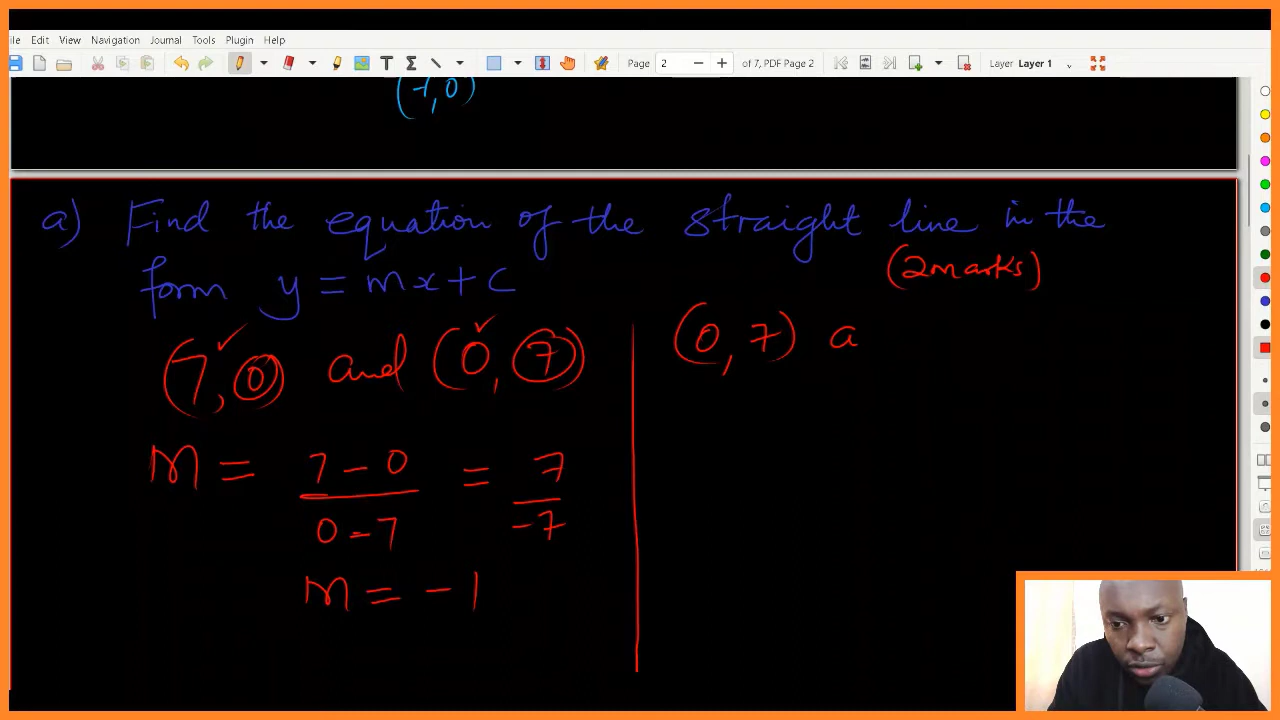 ile Edit View Navigation Journal Tools Plugin Help
Page 2 of 7, PDF Page 2 Layer Layer 1
(7,0)
a) Find the equation of the straight line in the
form y = mx + c
(2marks)
(7,0) and (0,7)
M = 7 - 0 / 0 - 7 = 7 / -7
M = -1
(0,7) a